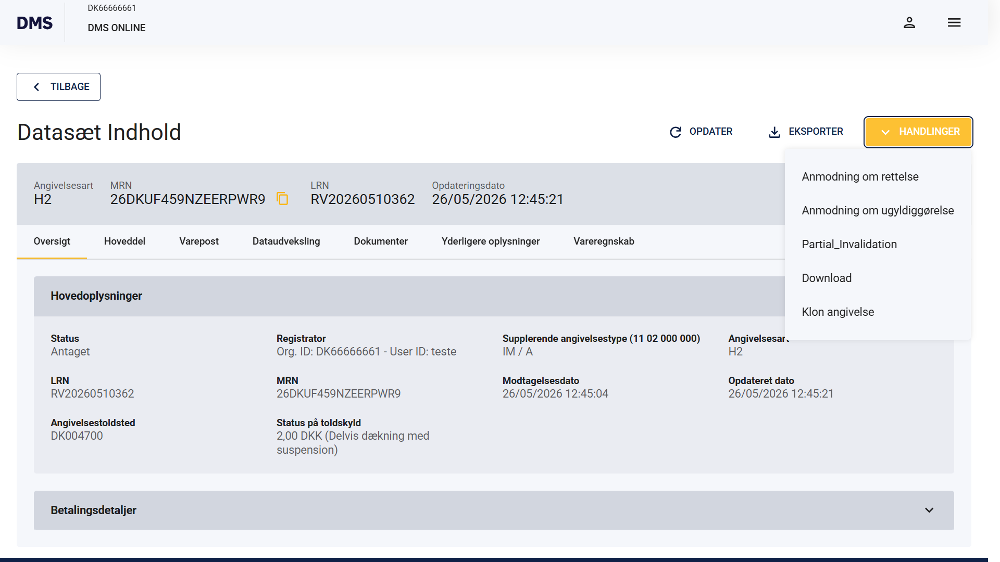 DMS
DK66666661
DMS ONLINE
TILBAGE
Datasæt Indhold
OPDATER
EKSPORTER
HANDLINGER
Anmodning om rettelse
Anmodning om ugyldiggørelse
Partial_Invalidation
Download
Klon angivelse
Angivelsesart
H2
MRN
26DKUF459NZEERPWR9
LRN
RV20260510362
Opdateringsdato
26/05/2026 12:45:21
Oversigt
Hoveddel
Varepost
Dataudveksling
Dokumenter
Yderligere oplysninger
Vareregnskab
Hovedoplysninger
Status
Antaget
Registrator
Org. ID: DK66666661 - User ID: teste
Supplerende angivelsestype (11 02 000 000)
IM / A
Angivelsesart
H2
LRN
RV20260510362
MRN
26DKUF459NZEERPWR9
Modtagelsesdato
26/05/2026 12:45:04
Opdateret dato
26/05/2026 12:45:21
Angivelsestoldsted
DK004700
Status på toldskyld
2,00 DKK (Delvis dækning med
suspension)
Betalingsdetaljer